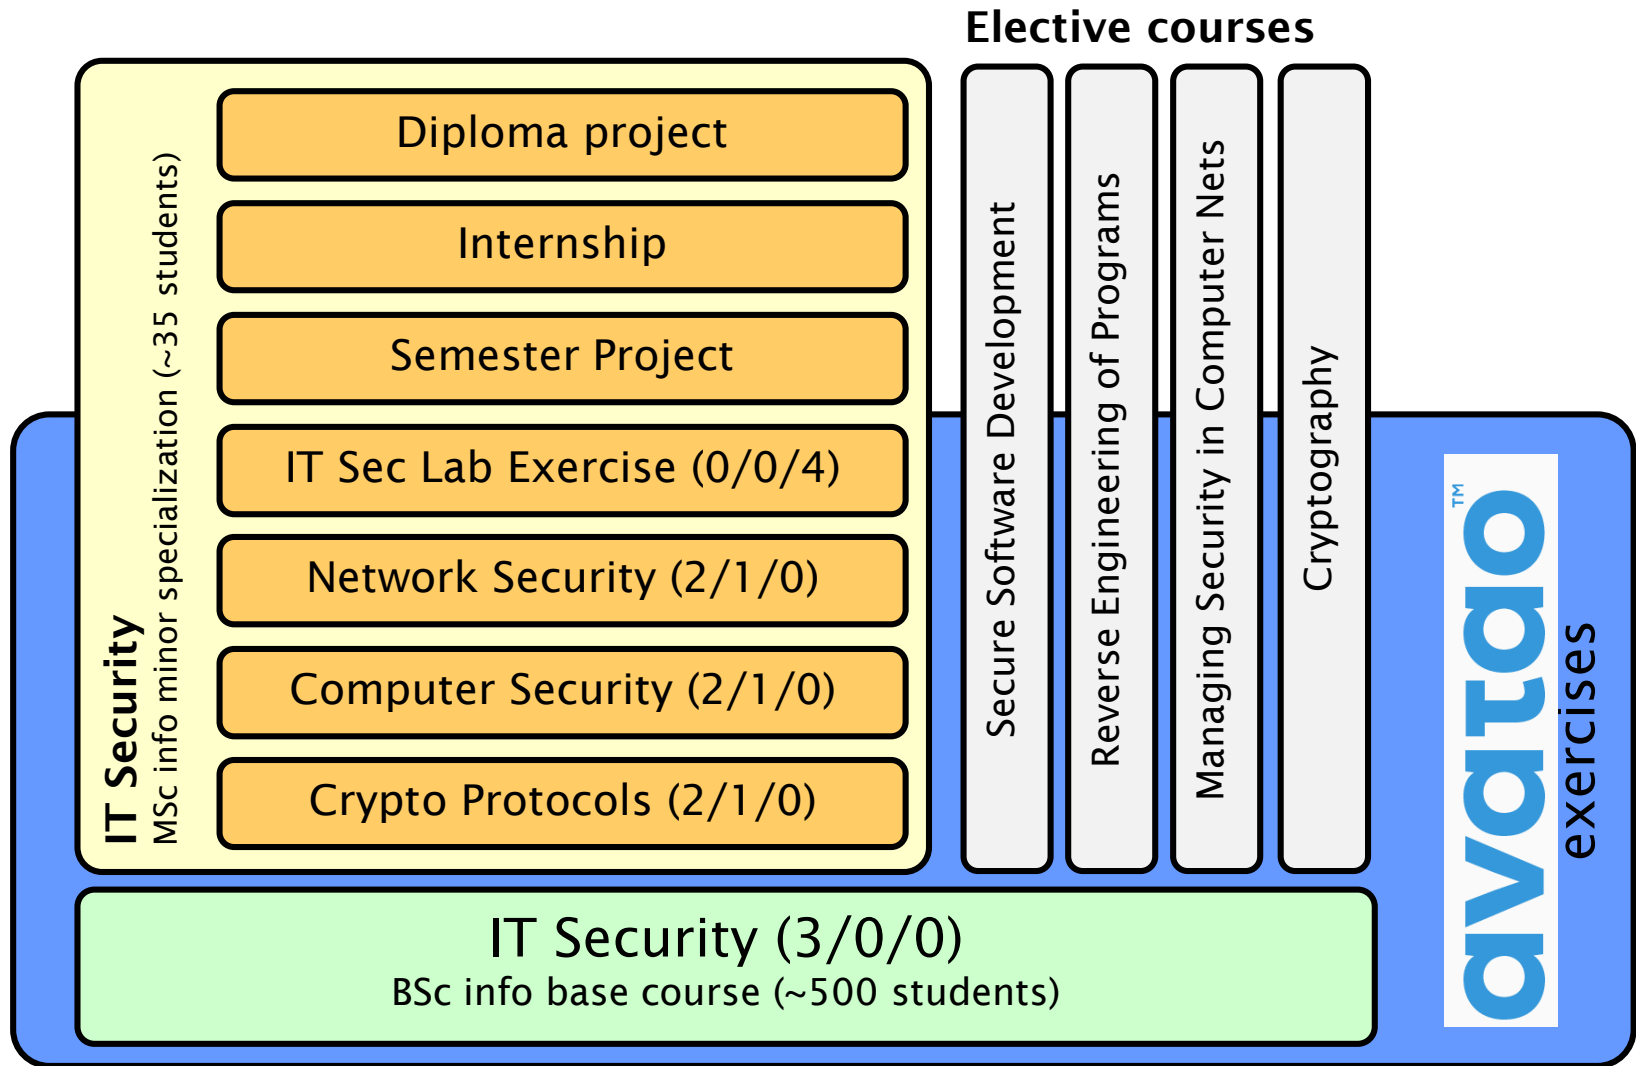 Elective courses
IT Security
MSc info minor specialization (~35 students)
Diploma project
Internship
Semester Project
IT Sec Lab Exercise (0/0/4)
Network Security (2/1/0)
Computer Security (2/1/0)
Crypto Protocols (2/1/0)
Secure Software Development
Reverse Engineering of Programs
Managing Security in Computer Nets
Cryptography
avatao™
exercises
IT Security (3/0/0)
BSc info base course (~500 students)